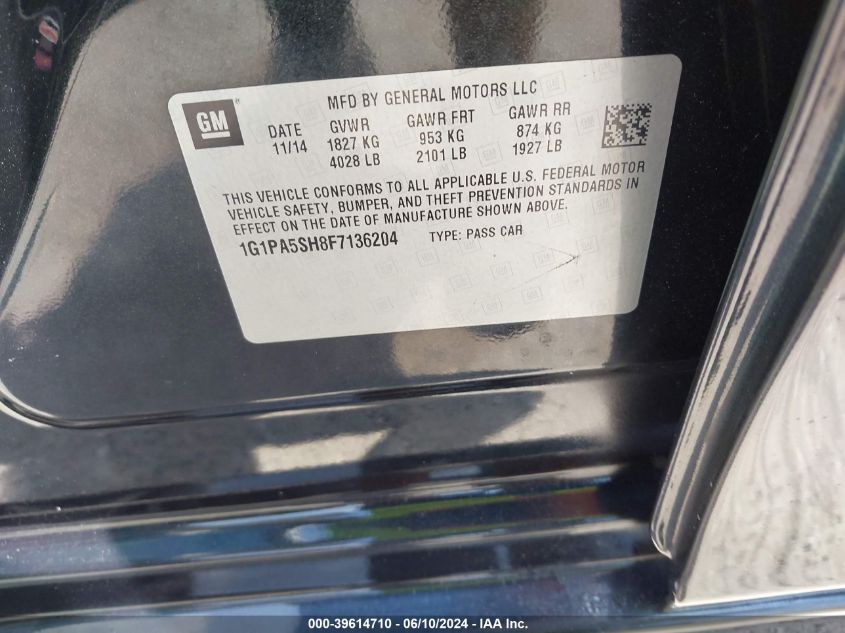 GM
MFD BY GENERAL MOTORS LLC
DATE GVWR GAWR FRT GAWR RR
11/14 1827 KG 953 KG 874 KG
4028 LB 2101 LB 1927 LB
THIS VEHICLE CONFORMS TO ALL APPLICABLE U.S. FEDERAL MOTOR
VEHICLE SAFETY, BUMPER, AND THEFT PREVENTION STANDARDS IN
EFFECT ON THE DATE OF MANUFACTURE SHOWN ABOVE.
1G1PA5SH8F7136204 TYPE: PASS CAR
000-39614710 - 06/10/2024 - IAA Inc.